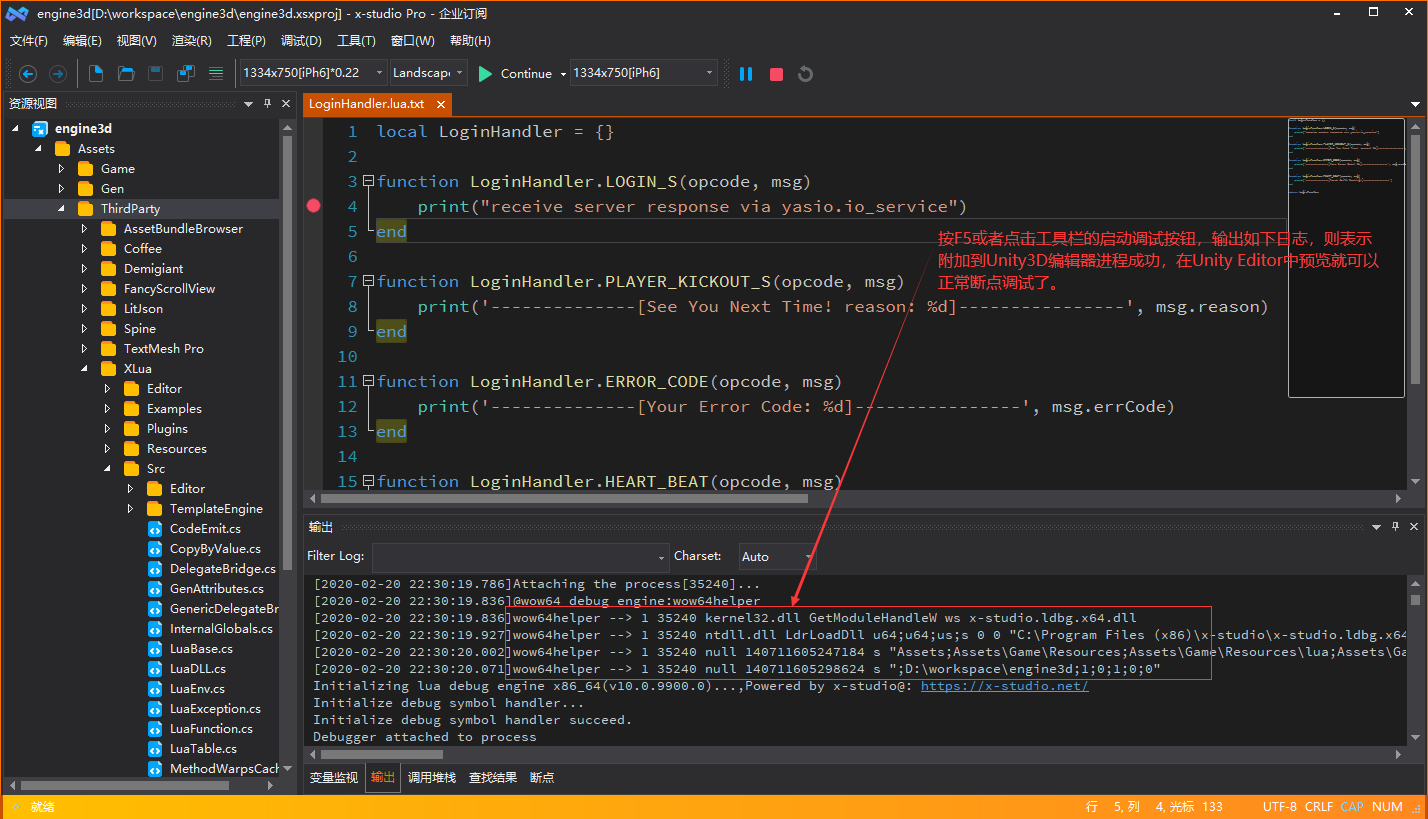 engine3d[D:\workspace\engine3d\engine3d.xsxproj] - x-studio Pro - 企业订阅
文件(F) 编辑(E) 视图(V) 渲染(R) 工程(P) 调试(D) 工具(T) 窗口(W) 帮助(H)
1334x750[iPh6]*0.22 Landscape Continue 1334x750[iPh6]
资源视图
engine3d
Assets
Game
Gen
ThirdParty
AssetBundleBrowser
Coffee
Demigiant
FancyScrollView
LitJson
Spine
TextMesh Pro
XLua
Editor
Examples
Plugins
Resources
Src
Editor
TemplateEngine
CodeEmit.cs
CopyByValue.cs
DelegateBridge.cs
GenAttributes.cs
GenericDelegateBr
InternalGlobals.cs
LuaBase.cs
LuaDLL.cs
LuaEnv.cs
LuaException.cs
LuaFunction.cs
LuaTable.cs
MethodWarpsCach
LoginHandler.lua.txt
1 local LoginHandler = {}
2
3 function LoginHandler.LOGIN_S(opcode, msg)
4 print("receive server response via yasio.io_service")
5 end
6
7 function LoginHandler.PLAYER_KICKOUT_S(opcode, msg)
8 print('--------------[See You Next Time! reason: %d]----------------', msg.reason)
9 end
10
11 function LoginHandler.ERROR_CODE(opcode, msg)
12 print('--------------[Your Error Code: %d]----------------', msg.errCode)
13 end
14
15 function LoginHandler.HEART_BEAT(opcode, msg)
按F5或者点击工具栏的启动调试按钮，输出如下日志，则表示
附加到Unity3D编辑器进程成功，在Unity Editor中预览就可以
正常断点调试了。
输出
Filter Log: Charset: Auto
[2020-02-20 22:30:19.786]Attaching the process[35240]...
[2020-02-20 22:30:19.836]@wow64 debug engine:wow64helper
[2020-02-20 22:30:19.836]wow64helper --> 1 35240 kernel32.dll GetModuleHandleW ws x-studio.ldbg.x64.dll
[2020-02-20 22:30:19.927]wow64helper --> 1 35240 ntdll.dll LdrLoadDll u64;u64;us;s 0 0 "C:\Program Files (x86)\x-studio\x-studio.ldbg.x64
[2020-02-20 22:30:20.002]wow64helper --> 1 35240 null 140711605247184 s "Assets;Assets\Game\Resources;Assets\Game\Resources\lua;Assets\Ga
[2020-02-20 22:30:20.071]wow64helper --> 1 35240 null 140711605298624 s ";D:\workspace\engine3d;1;0;1;0;0"
Initializing lua debug engine x86_64(v10.0.9900.0)...,Powered by x-studio@: https://x-studio.net/
Initialize debug symbol handler...
Initialize debug symbol handler succeed.
Debugger attached to process
变量监视 输出 调用堆栈 查找结果 断点
就绪 行 5, 列 4, 光标 133 UTF-8 CRLF CAP NUM